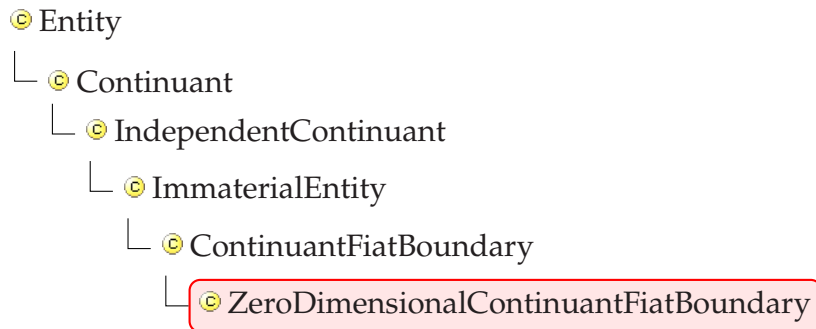 Entity
Continuant
IndependentContinuant
ImmaterialEntity
ContinuantFiatBoundary
ZeroDimensionalContinuantFiatBoundary